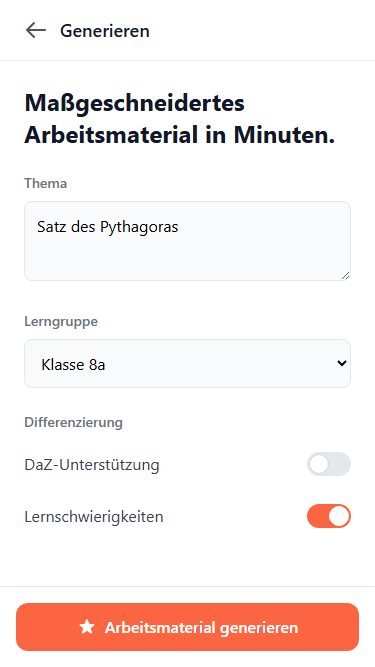 Generieren
Maßgeschneidertes
Arbeitsmaterial in Minuten.
Thema
Satz des Pythagoras
Lerngruppe
Klasse 8a
Differenzierung
DaZ-Unterstützung
Lernschwierigkeiten
Arbeitsmaterial generieren